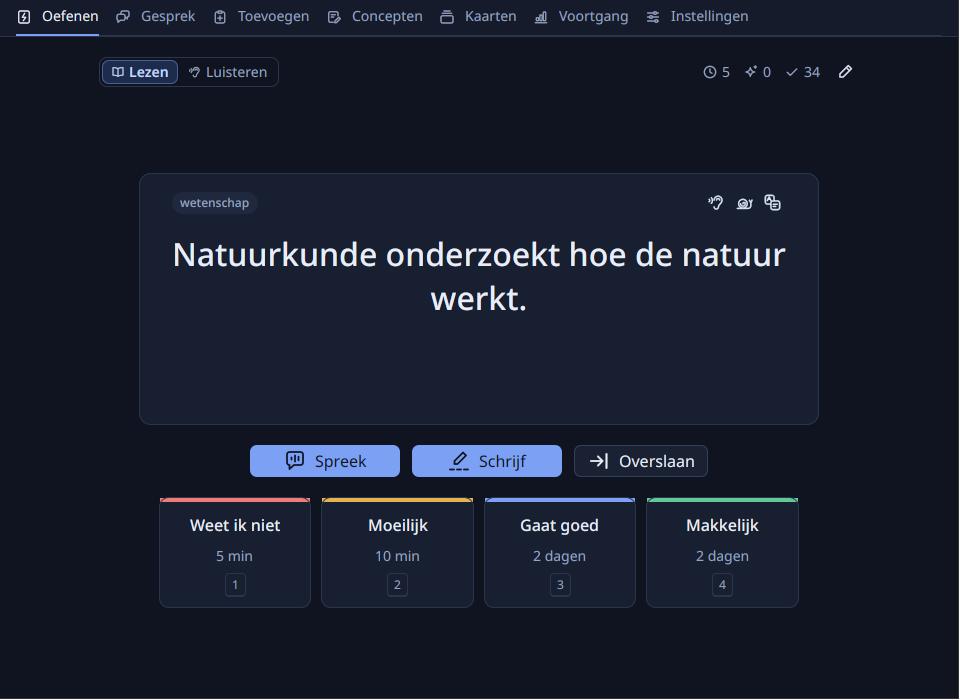 Oefenen Gesprek Toevoegen Concepten Kaarten Voortgang Instellingen
Lezen Luisteren 5 0 34
wetenschap
Natuurkunde onderzoekt hoe de natuur
werkt.
Spreek Schrijf Overslaan
Weet ik niet Moeilijk Gaat goed Makkelijk
5 min 10 min 2 dagen 2 dagen
1 2 3 4